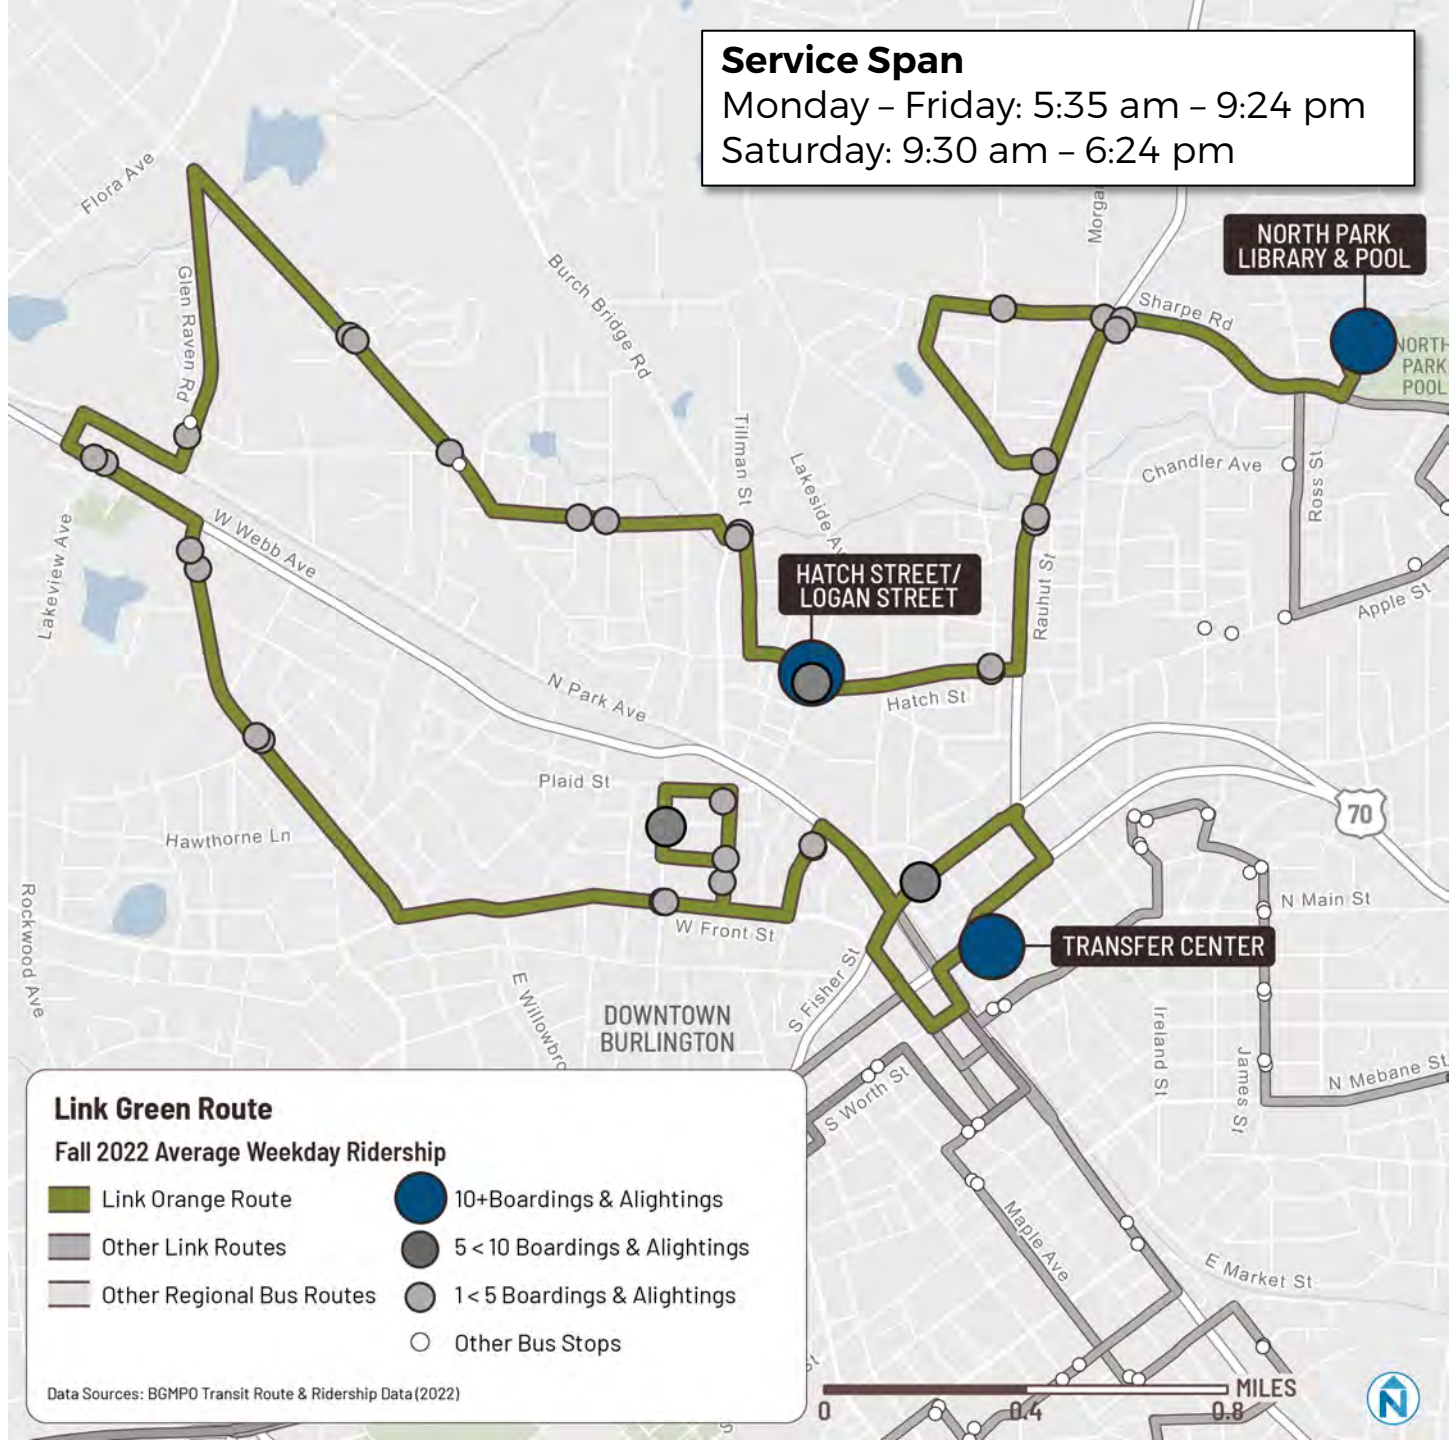 Service Span
Monday – Friday: 5:35 am – 9:24 pm
Saturday: 9:30 am – 6:24 pm
Flora Ave
Glen Raven Rd
Burch Bridge Rd
Morga
NORTH PARK
LIBRARY & POOL
Sharpe Rd
NORTH
PARK
POOL
Tillman St
Lakeside Av
Chandler Ave
Ross St
Apple St
Lakeview Ave
W Webb Ave
HATCH STREET/
LOGAN STREET
Rauhut St
Hatch St
N Park Ave
Plaid St
Hawthorne Ln
70
Rockwood Ave
W Front St
N Main St
TRANSFER CENTER
S Fisher St
E Willowbro
DOWNTOWN
BURLINGTON
Ireland St
James St
N Mebane St
S Worth St
Maple Ave
E Market St
Link Green Route
Fall 2022 Average Weekday Ridership
Link Orange Route
Other Link Routes
Other Regional Bus Routes
10+Boardings & Alightings
5 < 10 Boardings & Alightings
1 < 5 Boardings & Alightings
Other Bus Stops
Data Sources: BGMPO Transit Route & Ridership Data (2022)
St
MILES
0
0.4
0.8
N